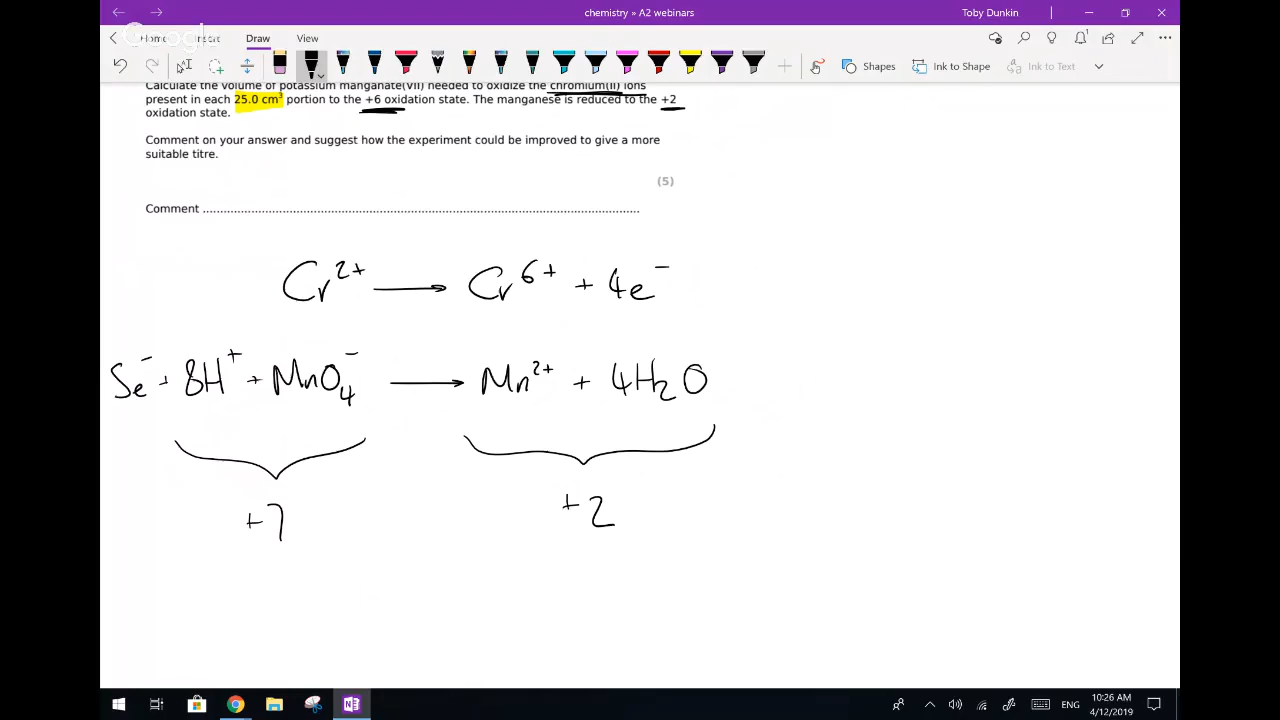 chemistry » A2 webinars
Toby Dunkin
Google
Home Insert Draw View
Shapes Ink to Shape Ink to Text
Calculate the volume of potassium manganate(VII) needed to oxidize the chromium(II) ions
present in each 25.0 cm³ portion to the +6 oxidation state. The manganese is reduced to the +2
oxidation state.
Comment on your answer and suggest how the experiment could be improved to give a more
suitable titre.
(5)
Comment ................................................................................................................................
Cr²⁺ → Cr⁶⁺ + 4e⁻
5e⁻ + 8H⁺ + MnO₄⁻ → Mn²⁺ + 4H₂O
+7 +2
ENG
10:26 AM
4/12/2019